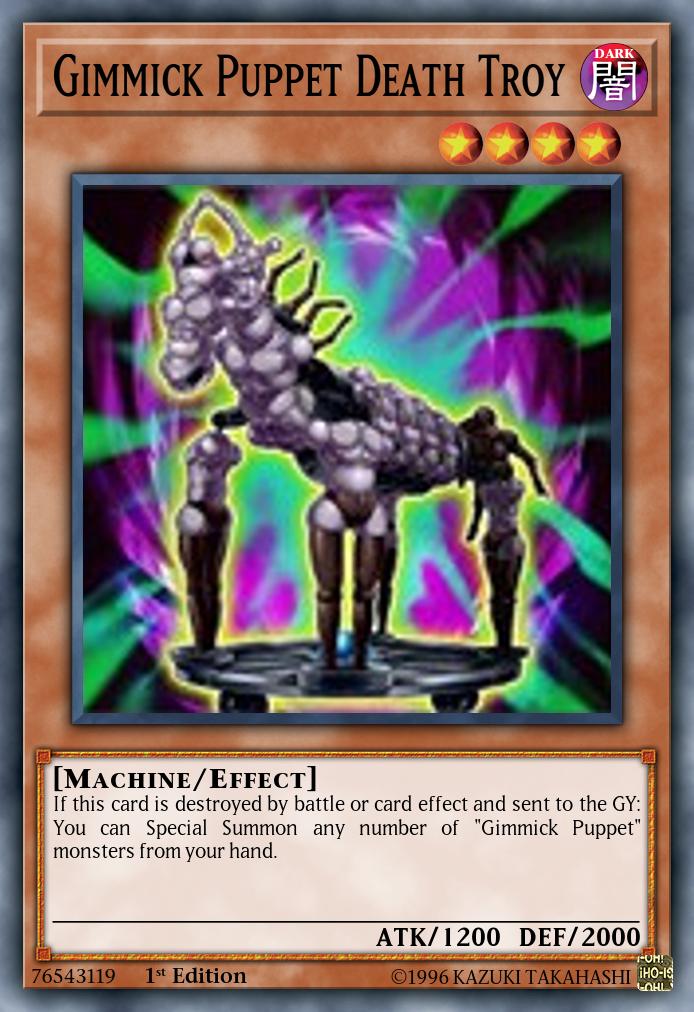 Gimmick Puppet Death Troy
DARK
闇
[Machine/Effect]
If this card is destroyed by battle or card effect and sent to the GY:
You can Special Summon any number of "Gimmick Puppet"
monsters from your hand.
ATK/1200 DEF/2000
76543119 1st Edition ©1996 KAZUKI TAKAHASHI